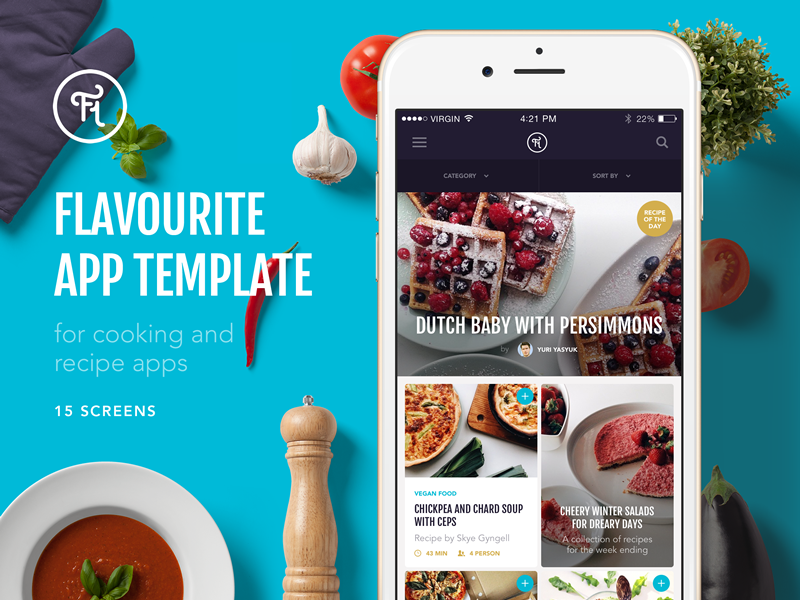 FLAVOURITE
APP TEMPLATE
for cooking and
recipe apps
15 SCREENS
VIRGIN 4:21 PM 22%
CATEGORY SORT BY
RECIPE
OF THE
DAY
DUTCH BABY WITH PERSIMMONS
by YURI YASYUK
VEGAN FOOD
CHICKPEA AND CHARD SOUP
WITH CEPS
Recipe by Skye Gyngell
43 MIN 4 PERSON
CHEERY WINTER SALADS
FOR DREARY DAYS
A collection of recipes
for the week ending